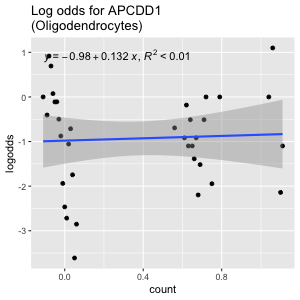 Log odds for APCDD1
(Oligodendrocytes)
y = −0.98 + 0.132 x, R² < 0.01
1
0
-1
-2
-3
logodds
0.0 0.4 0.8
count